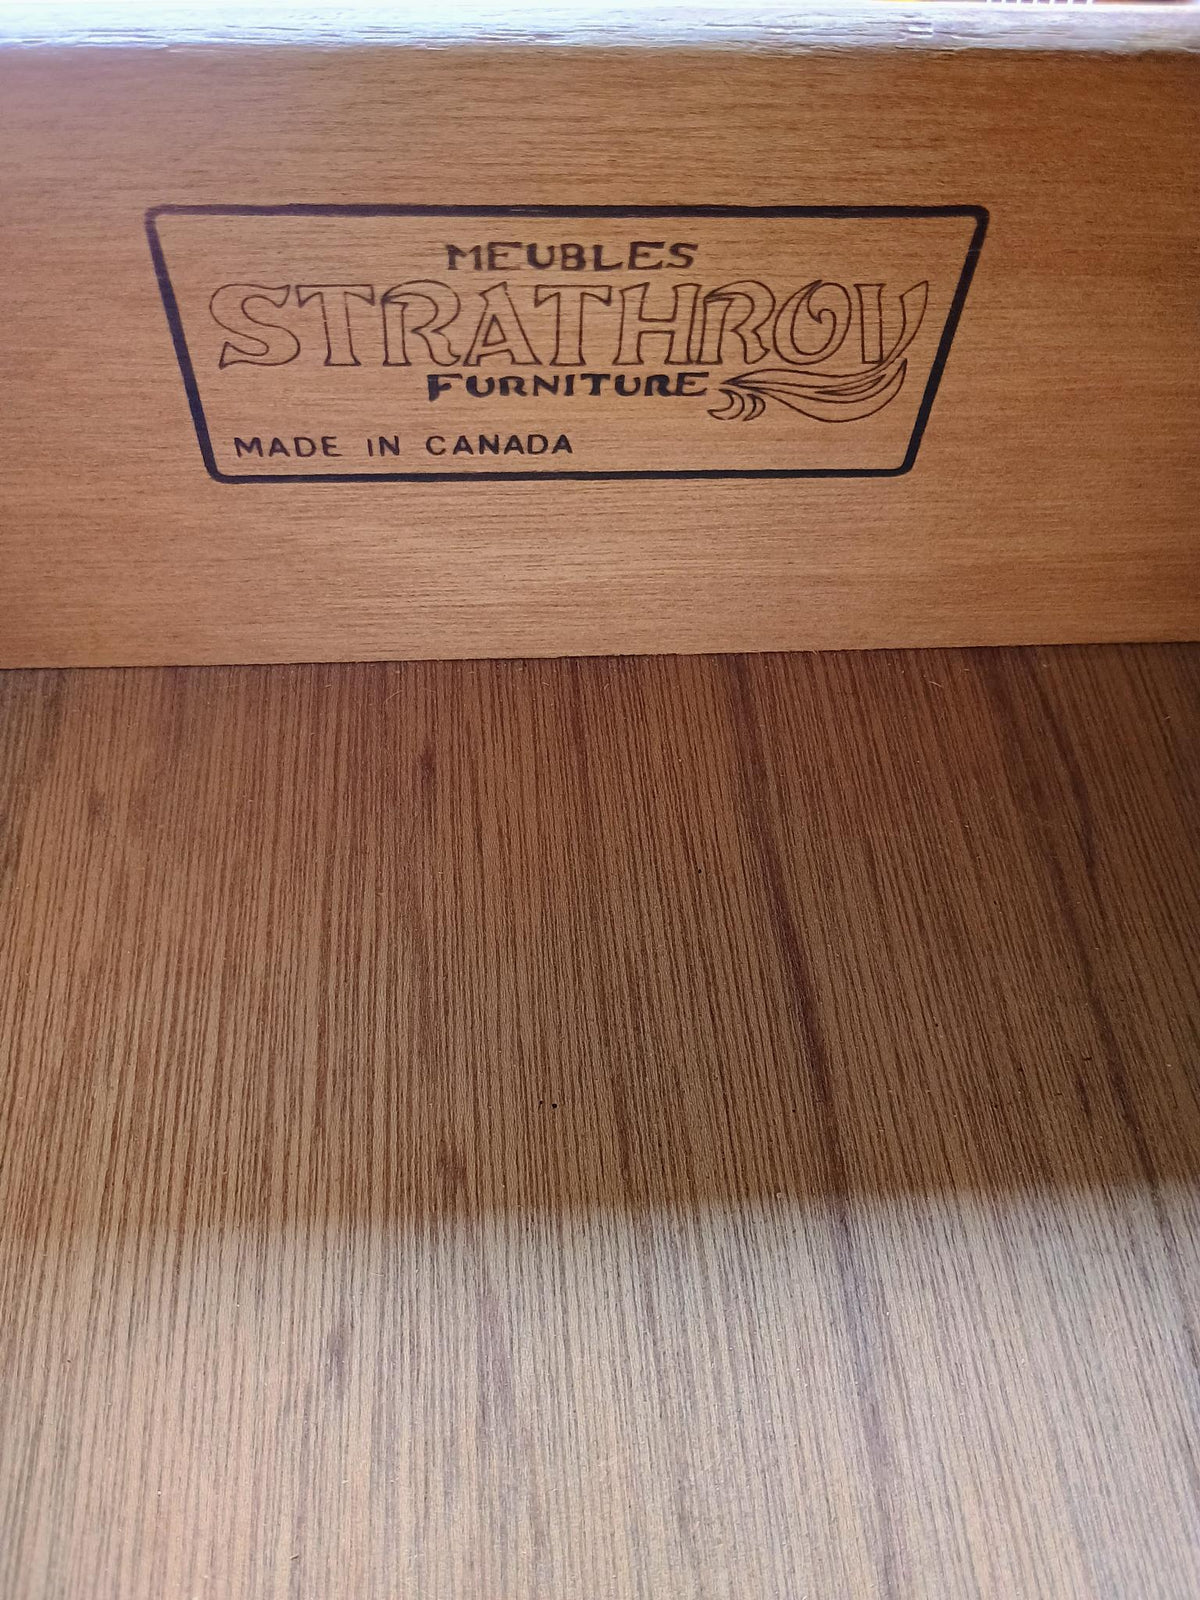 MEUBLES
STRATHROY
FURNITURE
MADE IN CANADA